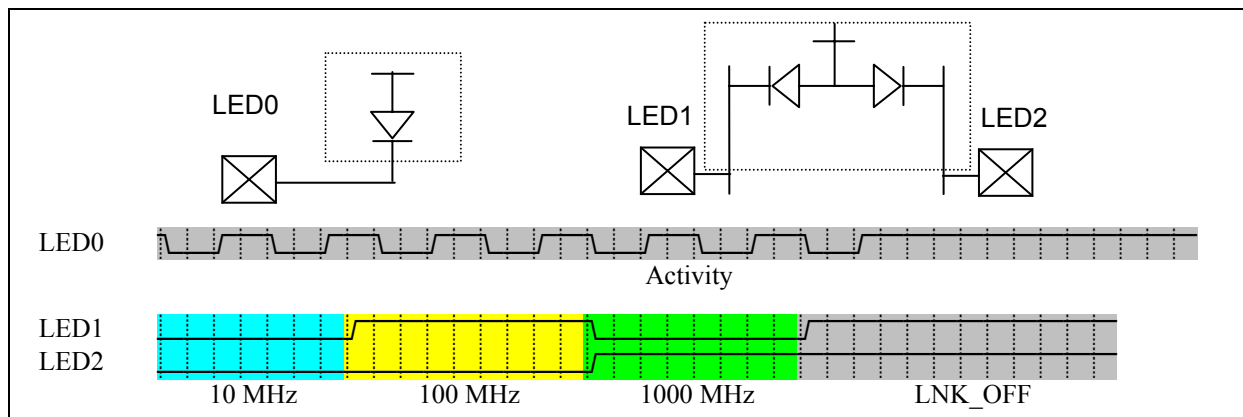 LED0
LED1
LED2
LED0
Activity
LED1
LED2
10 MHz 100 MHz 1000 MHz LNK_OFF